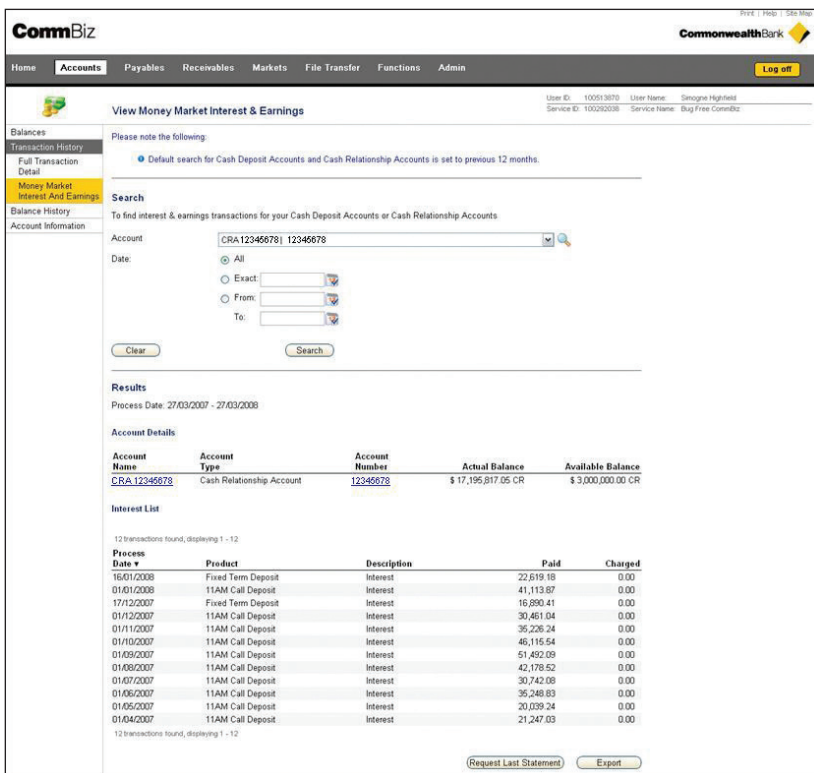 Print | Help | Site Map
CommBiz
CommonwealthBank
Home Accounts Payables Receivables Markets File Transfer Functions Admin Log off
User ID: 100513870 User Name: Simogne Highfield
View Money Market Interest & Earnings Service ID: 100292038 Service Name: Bug Free CommBiz
Balances
Transaction History
Full Transaction
Detail
Money Market
Interest And Earnings
Balance History
Account Information
Please note the following:
Default search for Cash Deposit Accounts and Cash Relationship Accounts is set to previous 12 months.
Search
To find interest & earnings transactions for your Cash Deposit Accounts or Cash Relationship Accounts
Account CRA12345678| 12345678
Date: All
Exact:
From:
To:
Clear Search
Results
Process Date: 27/03/2007 - 27/03/2008
Account Details
Account Name Account Type Account Number Actual Balance Available Balance
CRA 12345678 Cash Relationship Account 12345678 $ 17,195,817.05 CR $ 3,000,000.00 CR
Interest List
12 transactions found, displaying 1 - 12
Process Date ▾ Product Description Paid Charged
16/01/2008 Fixed Term Deposit Interest 22,619.18 0.00
01/01/2008 11AM Call Deposit Interest 41,113.87 0.00
17/12/2007 Fixed Term Deposit Interest 16,890.41 0.00
01/12/2007 11AM Call Deposit Interest 30,461.04 0.00
01/11/2007 11AM Call Deposit Interest 35,226.24 0.00
01/10/2007 11AM Call Deposit Interest 46,115.54 0.00
01/09/2007 11AM Call Deposit Interest 51,492.09 0.00
01/08/2007 11AM Call Deposit Interest 42,178.52 0.00
01/07/2007 11AM Call Deposit Interest 30,742.08 0.00
01/06/2007 11AM Call Deposit Interest 35,248.83 0.00
01/05/2007 11AM Call Deposit Interest 20,039.24 0.00
01/04/2007 11AM Call Deposit Interest 21,247.03 0.00
12 transactions found, displaying 1 - 12
Request Last Statement Export